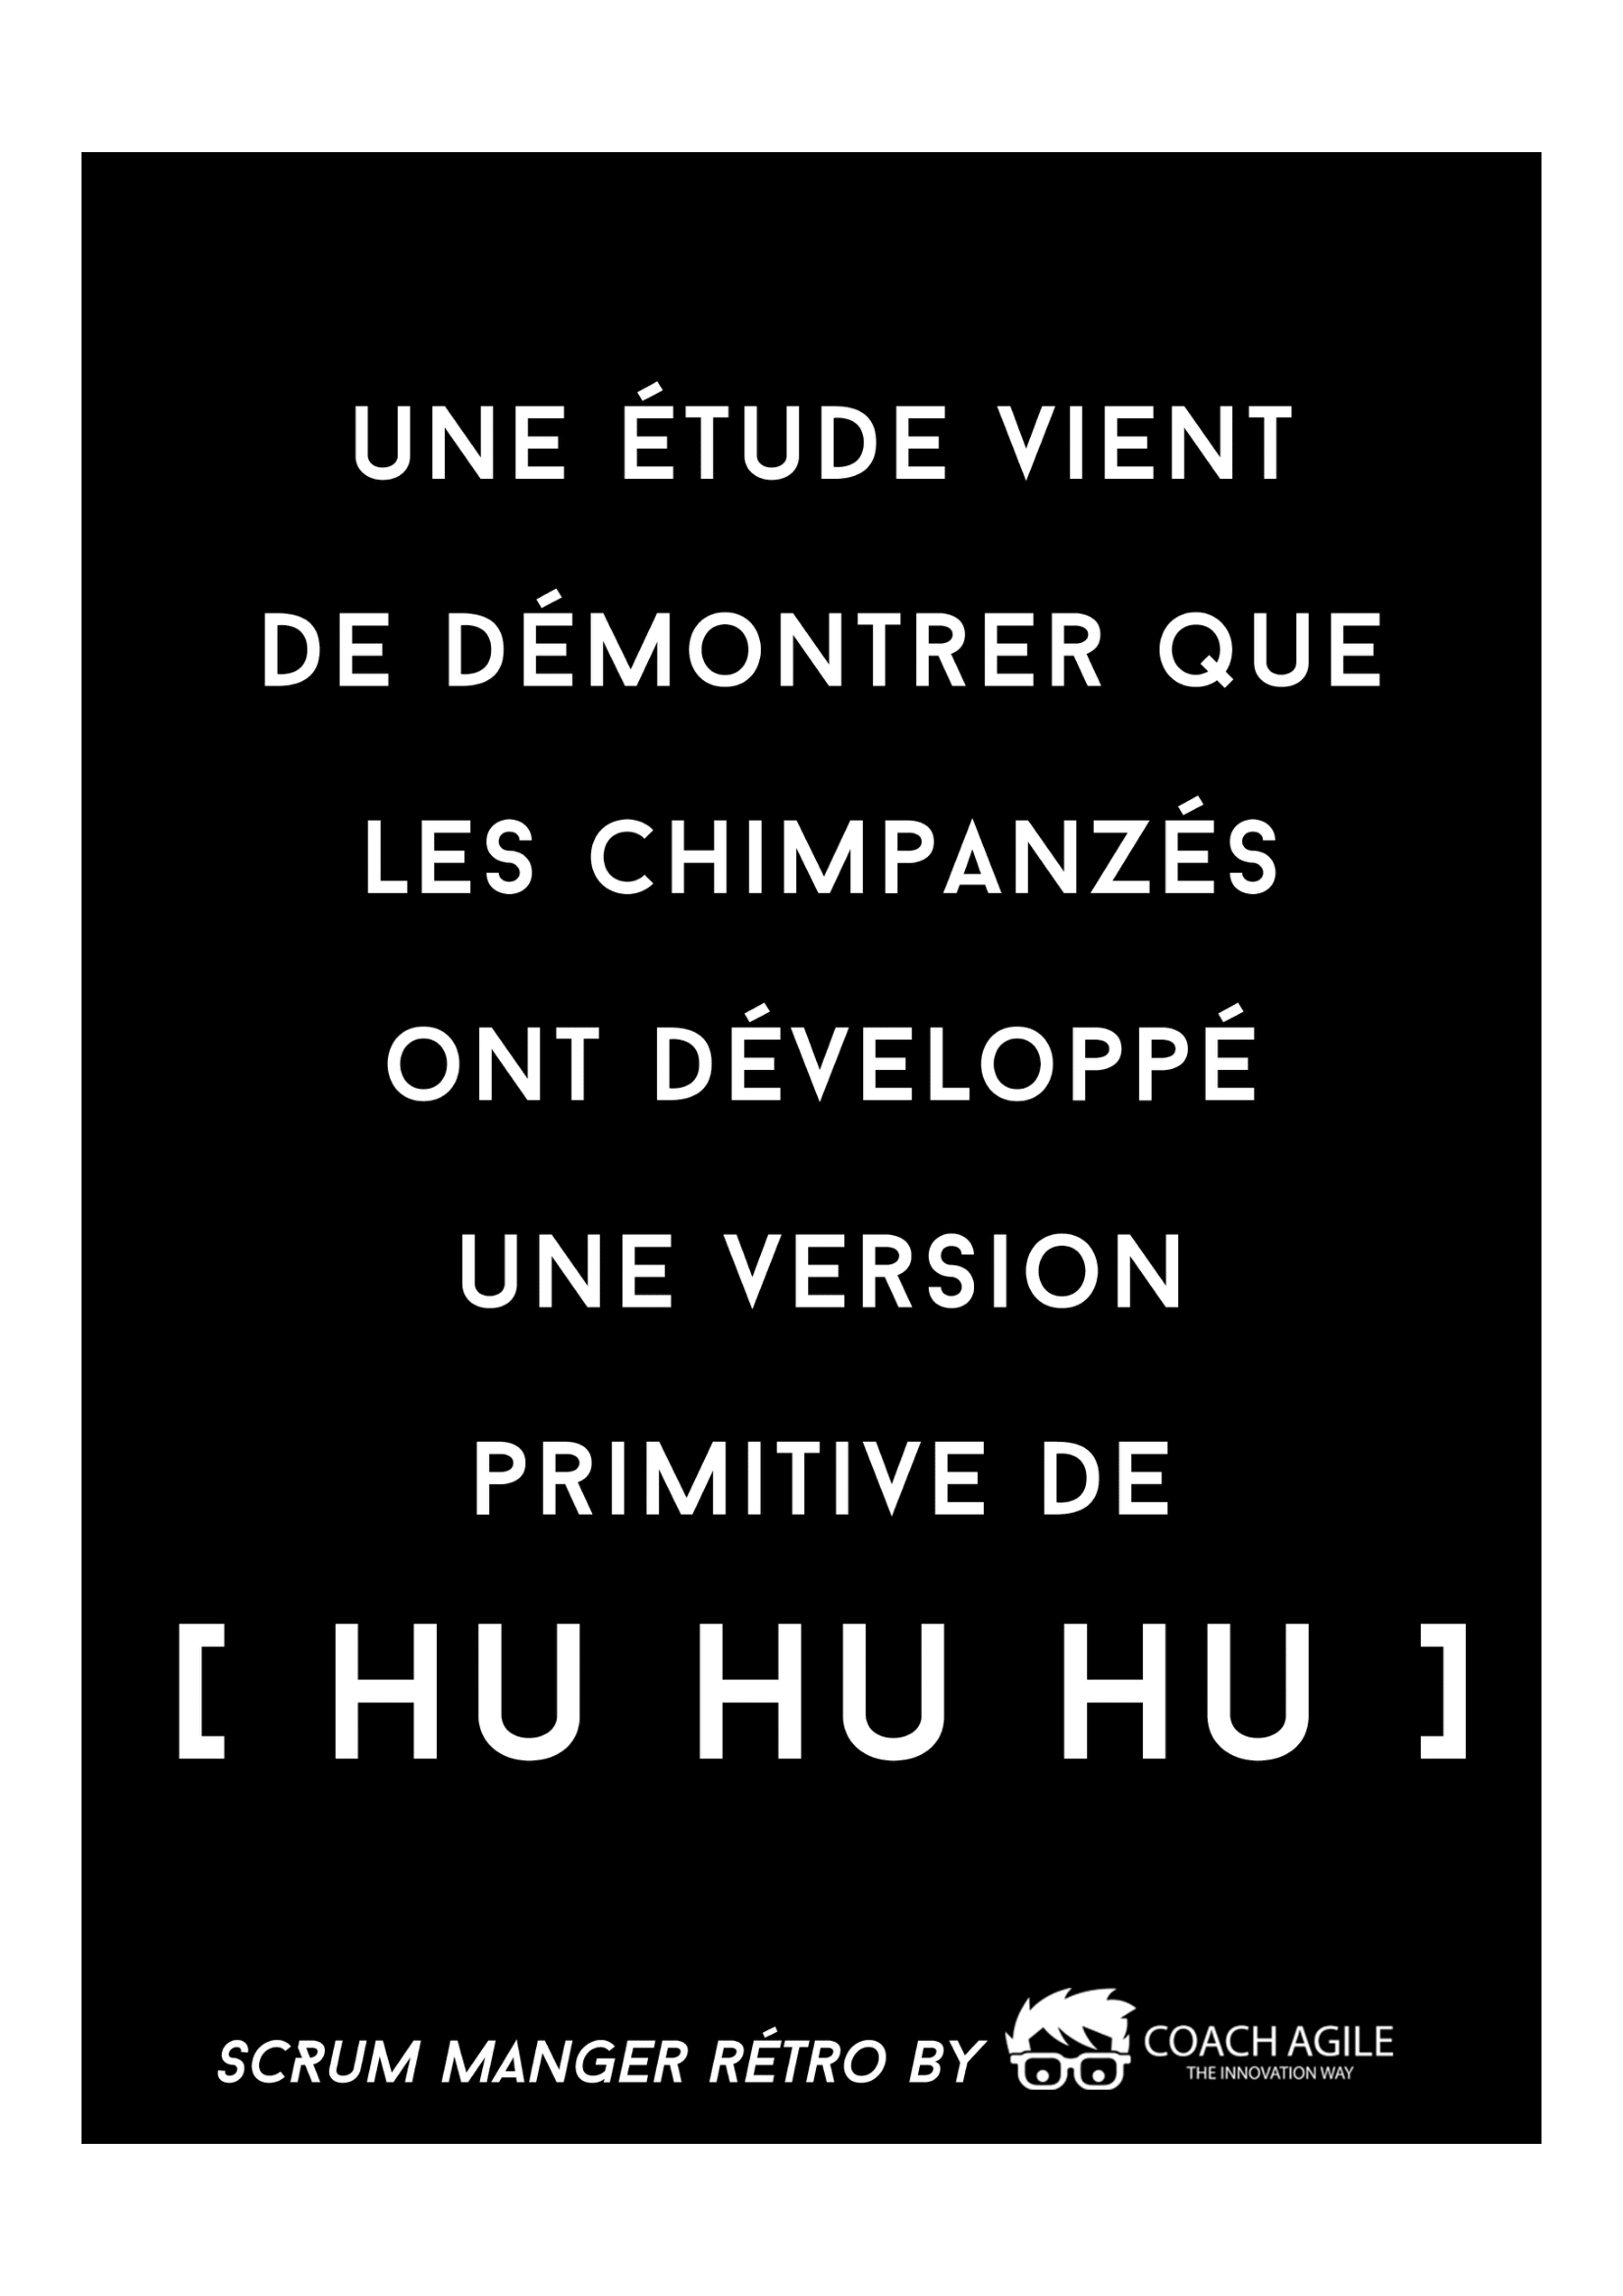 UNE ÉTUDE VIENT
DE DÉMONTRER QUE
LES CHIMPANZÉS
ONT DÉVELOPPÉ
UNE VERSION
PRIMITIVE DE
[ HU HU HU ]
SCRUM MANGER RÉTRO BY
COACH AGILE
THE INNOVATION WAY